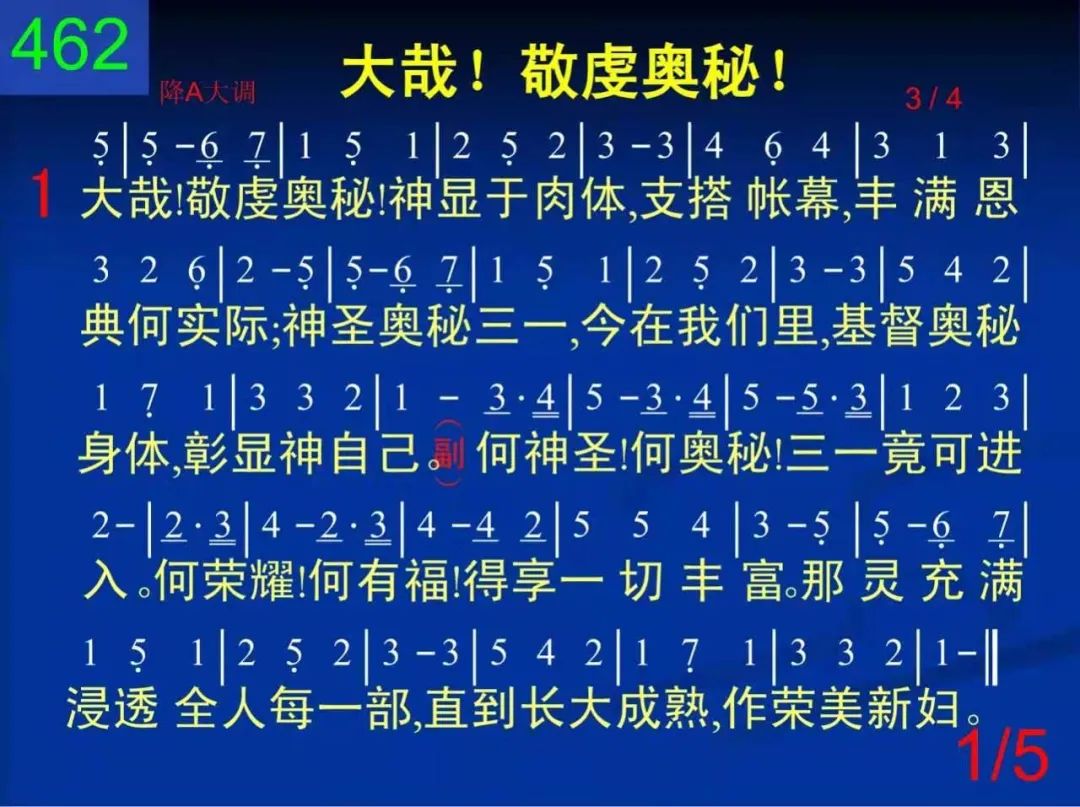 462
大哉！敬虔奥秘！
降A大调
3/4
5|5-6 7|1 5 1|2 5 2|3-3|4 6 4|3 1 3|
1 大哉!敬虔奥秘!神显于肉体,支搭 帐幕,丰 满 恩
3 2 6|2-5|5-6 7|1 5 1|2 5 2|3-3|5 4 2|
典何实际;神圣奥秘三一,今在我们里,基督奥秘
1 7 1|3 3 2|1 - 3·4|5-3·4|5-5·3|1 2 3|
身体,彰显神自己。(副)何神圣!何奥秘!三一竟可进
2-|2·3|4-2·3|4-4 2|5 5 4|3-5|5-6 7|
入。何荣耀!何有福!得享一 切 丰 富。那 灵 充 满
1 5 1|2 5 2|3-3|5 4 2|1 7 1|3 3 2|1-‖
浸透 全人每一部,直到长大成熟,作荣美新妇。
1/5